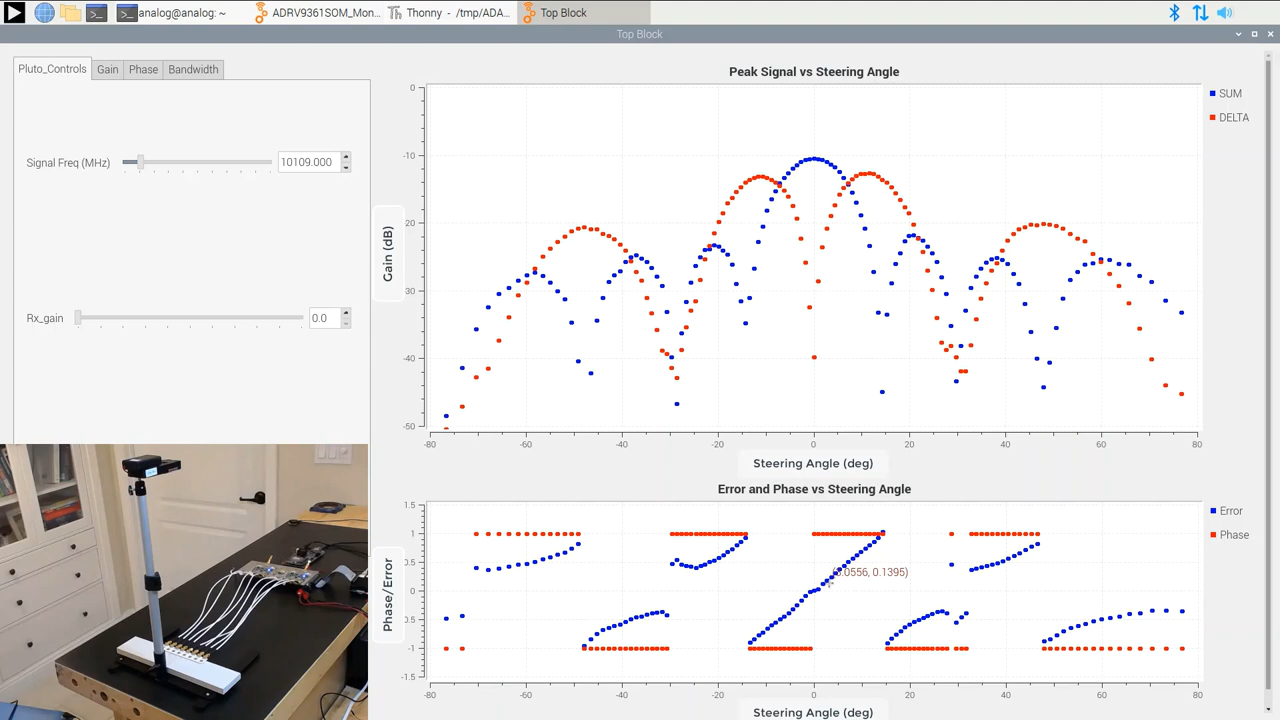 analog@analog: ~
ADRV9361SOM_Mon...
Thonny - /tmp/ADA...
Top Block
Top Block
Pluto_Controls
Gain
Phase
Bandwidth
Signal Freq (MHz)
10109.000
Rx_gain
0.0
Peak Signal vs Steering Angle
SUM
DELTA
Gain (dB)
0
-10
-20
-30
-40
-50
-80
-60
-40
-20
0
20
40
60
80
Steering Angle (deg)
Error and Phase vs Steering Angle
Error
Phase
Phase/Error
1.5
1
0.5
0
-0.5
-1
-1.5
0.1395)
-80
-60
-40
-20
0
20
40
60
80
Steering Angle (deg)